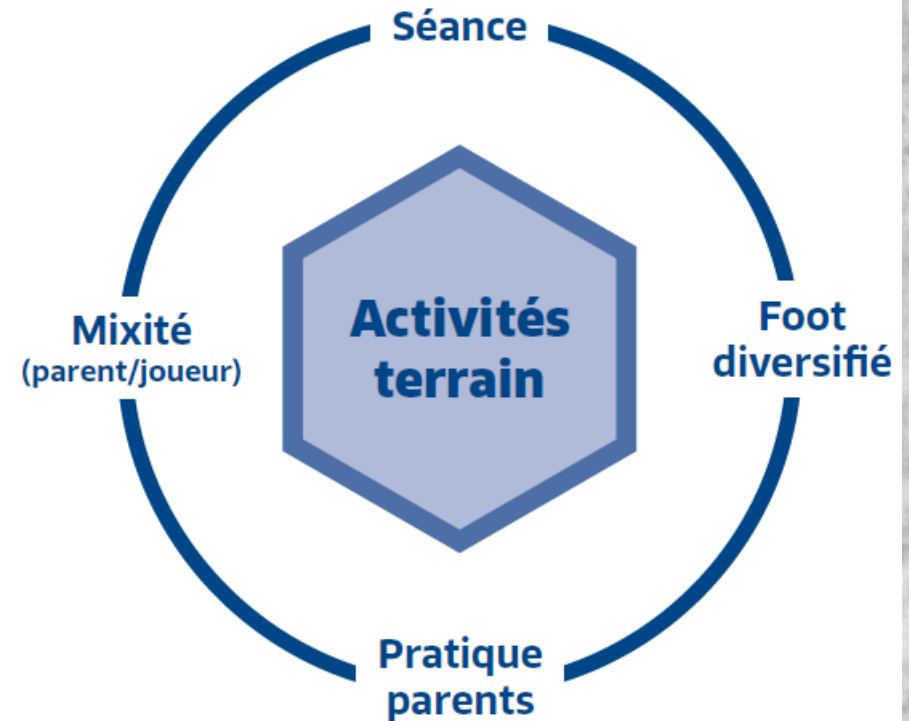 Séance
Activités
terrain
Mixité
(parent/joueur)
Foot
diversifié
Pratique
parents